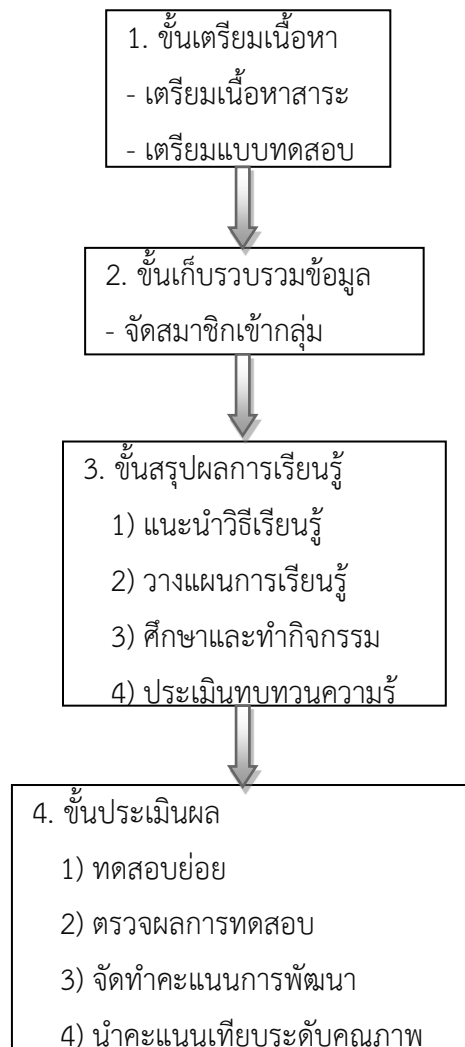 1. ขั้นเตรียมเนื้อหา
- เตรียมเนื้อหาสาระ
- เตรียมแบบทดสอบ
2. ขั้นเก็บรวบรวมข้อมูล
- จัดสมาชิกเข้ากลุ่ม
3. ขั้นสรุปผลการเรียนรู้
1) แนะนำวิธีเรียนรู้
2) วางแผนการเรียนรู้
3) ศึกษาและทำกิจกรรม
4) ประเมินทบทวนความรู้
4. ขั้นประเมินผล
1) ทดสอบย่อย
2) ตรวจผลการทดสอบ
3) จัดทำคะแนนการพัฒนา
4) นำคะแนนเทียบระดับคุณภาพ